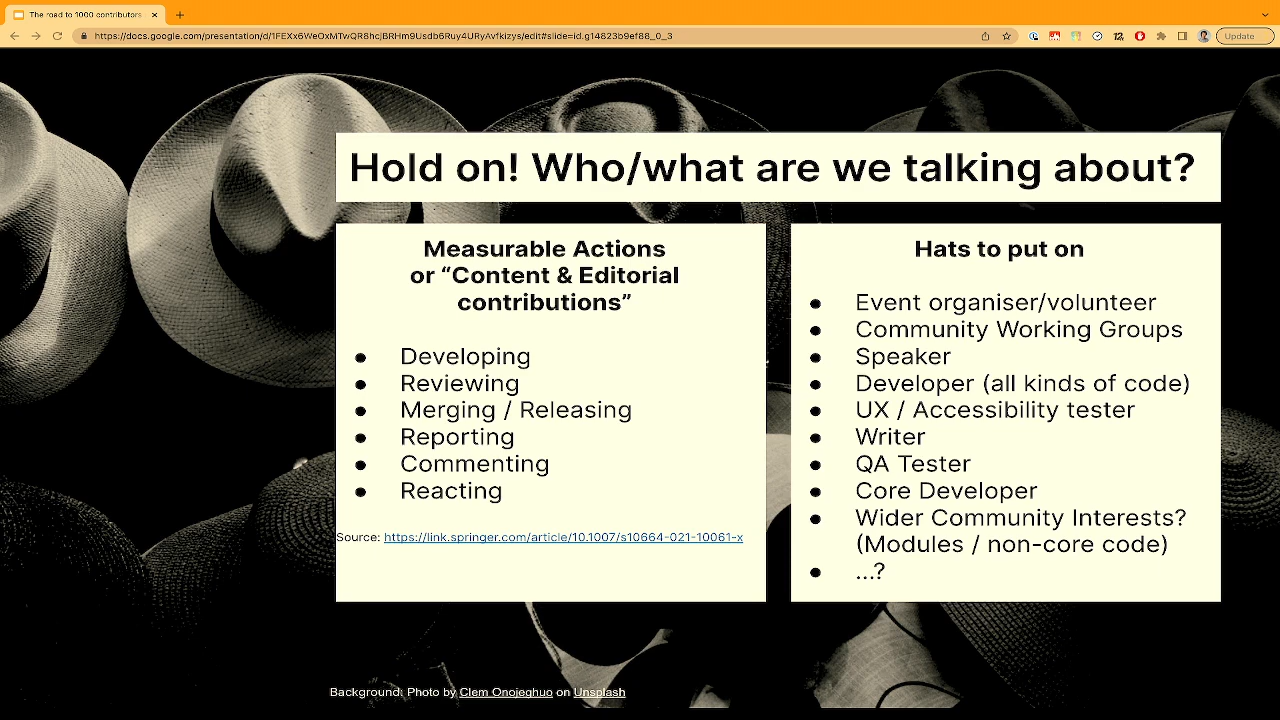 The road to 1000 contributors
https://docs.google.com/presentation/d/1FEXx6WeOxMTwQR8hcjBRHm9Usdb6Ruy4URyAvfkizys/edit#slide=id.g14823b9ef88_0_3
Update
Hold on! Who/what are we talking about?
Measurable Actions
or “Content & Editorial
contributions”
● Developing
● Reviewing
● Merging / Releasing
● Reporting
● Commenting
● Reacting
Source: https://link.springer.com/article/10.1007/s10664-021-10061-x
Hats to put on
● Event organiser/volunteer
● Community Working Groups
● Speaker
● Developer (all kinds of code)
● UX / Accessibility tester
● Writer
● QA Tester
● Core Developer
● Wider Community Interests?
(Modules / non-core code)
● ...?
Background: Photo by Clem Onojeghuo on Unsplash